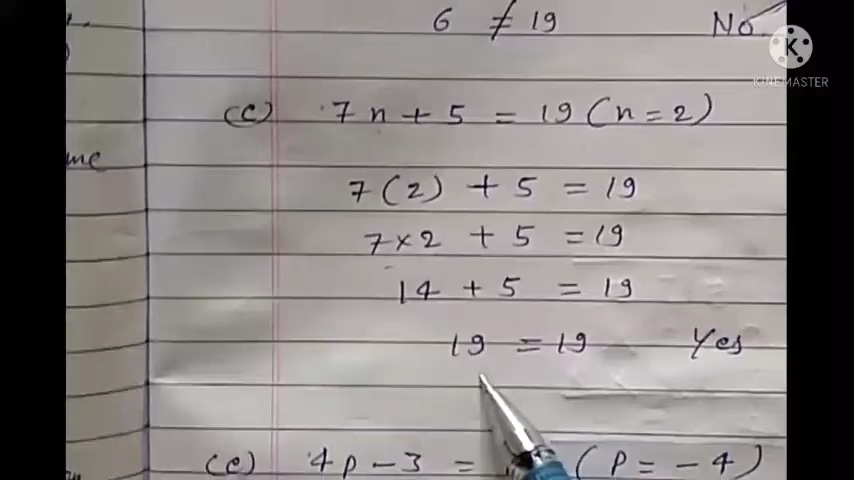 6 ≠ 19 No.
K
KINEMASTER
(c) 7n + 5 = 19 (n = 2)
7(2) + 5 = 19
7×2 + 5 = 19
14 + 5 = 19
19 = 19 Yes
(e) 4p - 3 = (p = -4)